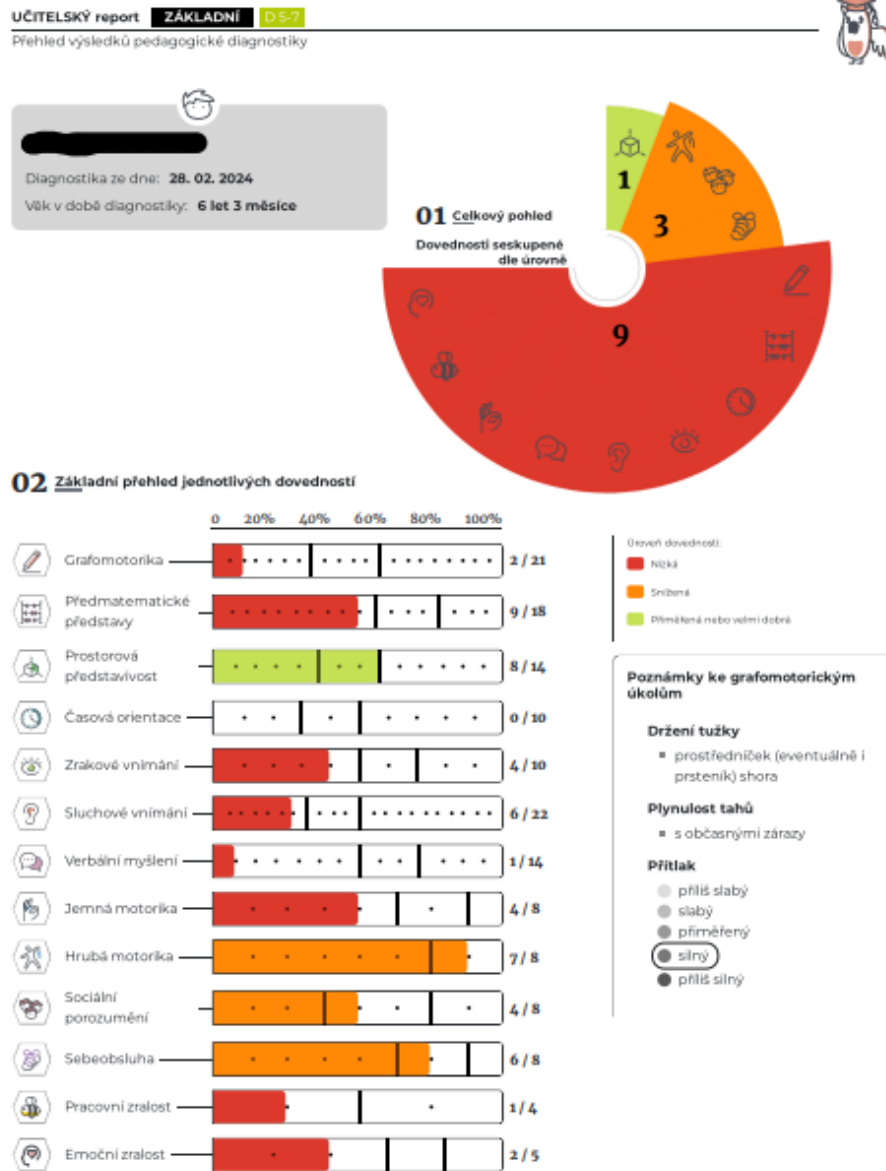 UČITELSKÝ report ZÁKLADNÍ D 5-7
Přehled výsledků pedagogické diagnostiky
Diagnostika ze dne: 28. 02. 2024
Věk v době diagnostiky: 6 let 3 měsíce
01 Celkový pohled
Dovednosti seskupené
dle úrovně
1
3
9
02 Základní přehled jednotlivých dovedností
0 20% 40% 60% 80% 100%
Grafomotorika 2 / 21
Předmatematické
představy 9 / 18
Prostorová
představivost 8 / 14
Časová orientace 0 / 10
Zrakové vnímání 4 / 10
Sluchové vnímání 6 / 22
Verbální myšlení 1 / 14
Jemná motorika 4 / 8
Hrubá motorika 7 / 8
Sociální
porozumění 4 / 8
Sebeobsluha 6 / 8
Pracovní zralost 1 / 4
Emoční zralost 2 / 5
Úroveň dovedností:
Nízká
Snížená
Přiměřená nebo velmi dobrá
Poznámky ke grafomotorickým
úkolům
Držení tužky
prostředníček (eventuálně i
prsteník) shora
Plynulost tahů
s občasnými zárazy
Přítlak
příliš slabý
slabý
přiměřený
silný
příliš silný